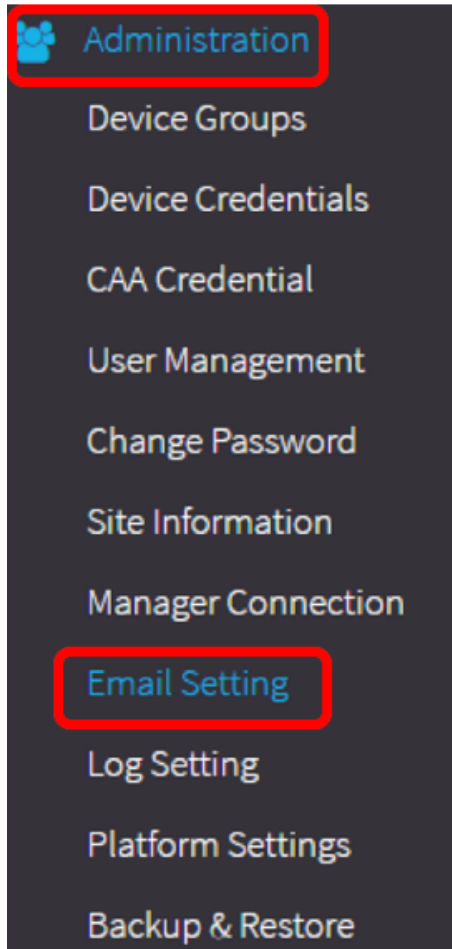 Administration
Device Groups
Device Credentials
CAA Credential
User Management
Change Password
Site Information
Manager Connection
Email Setting
Log Setting
Platform Settings
Backup & Restore